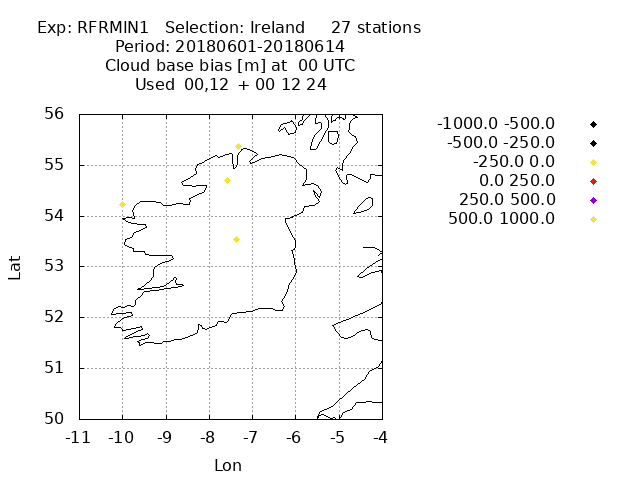 Exp: RFRMIN1   Selection: Ireland     27 stations
Period: 20180601-20180614
Cloud base bias [m] at  00 UTC
Used  00,12  + 00 12 24
-1000.0 -500.0
-500.0 -250.0
-250.0 0.0
0.0 250.0
250.0 500.0
500.0 1000.0
56
55
54
53
52
51
50
Lat
-11 -10 -9 -8 -7 -6 -5 -4
Lon